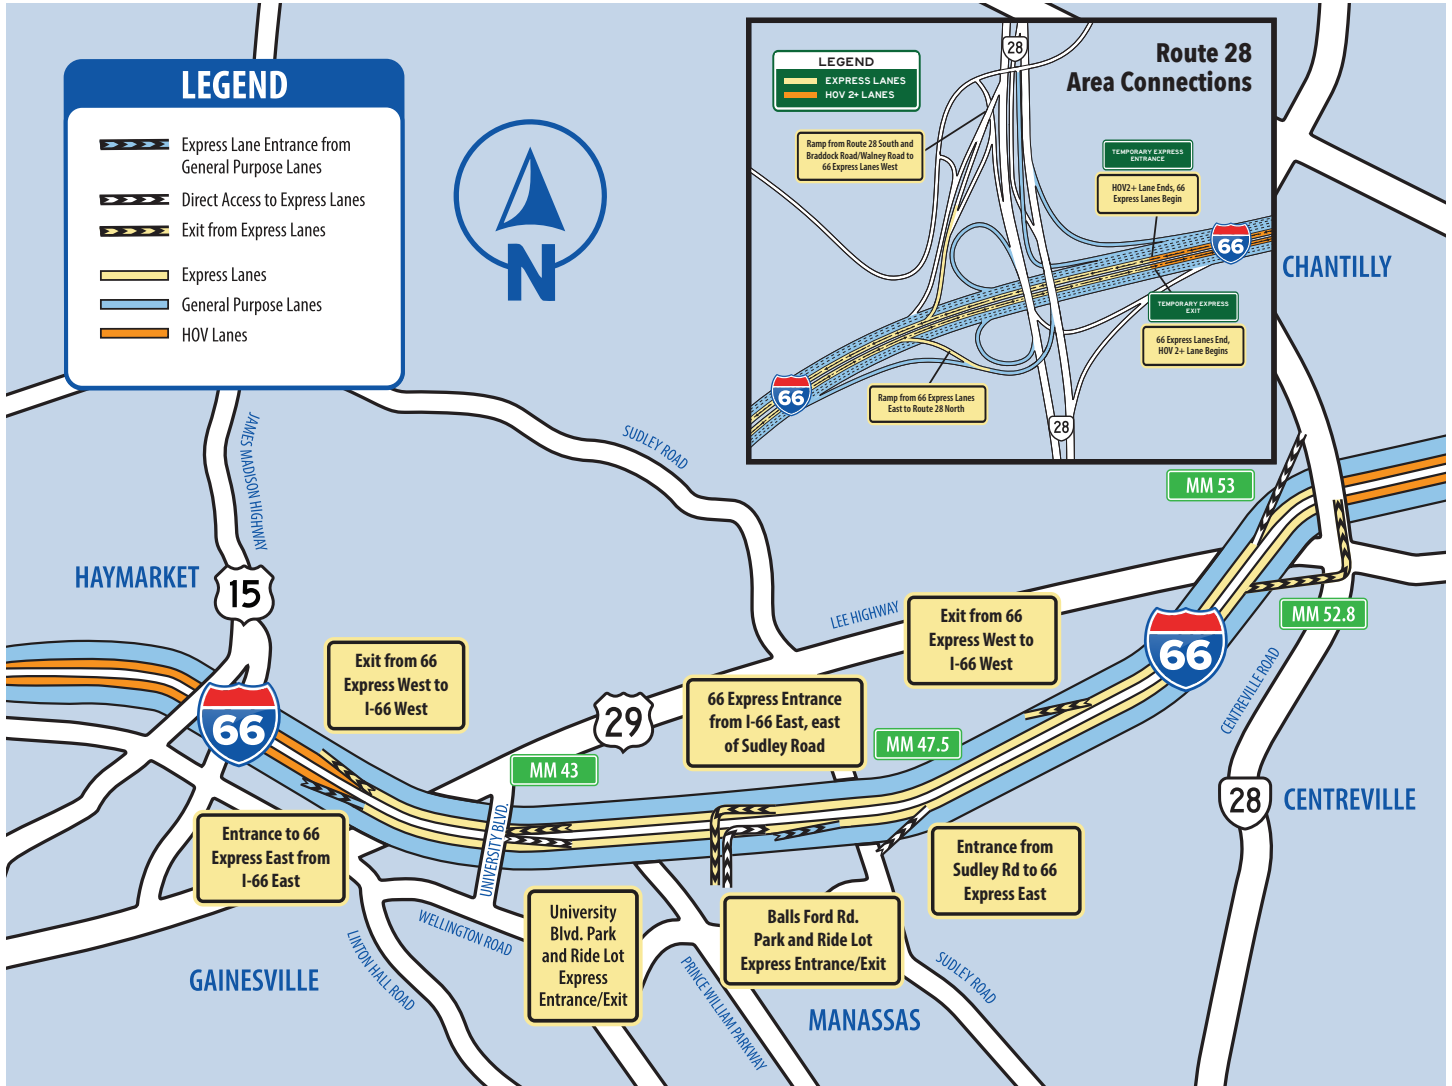 LEGEND
Express Lane Entrance from
General Purpose Lanes
Direct Access to Express Lanes
Exit from Express Lanes
Express Lanes
General Purpose Lanes
HOV Lanes
N
Route 28
Area Connections
LEGEND
EXPRESS LANES
HOV 2+ LANES
28
Ramp from Route 28 South and
Braddock Road/Walney Road to
66 Express Lanes West
TEMPORARY EXPRESS
ENTRANCE
HOV2+ Lane Ends, 66
Express Lanes Begin
66
TEMPORARY EXPRESS
EXIT
66 Express Lanes End,
HOV 2+ Lane Begins
66
Ramp from 66 Express Lanes
East to Route 28 North
28
CHANTILLY
JAMES MADISON HIGHWAY
SUDLEY ROAD
MM 53
HAYMARKET
15
LEE HIGHWAY
MM 52.8
Exit from 66
Express West to
I-66 West
Exit from 66
Express West to
I-66 West
66
CENTREVILLE ROAD
66
29
66 Express Entrance
from I-66 East, east
of Sudley Road
MM 47.5
MM 43
28
CENTREVILLE
UNIVERSITY BLVD.
Entrance to 66
Express East from
I-66 East
Entrance from
Sudley Rd to 66
Express East
WELLINGTON ROAD
LINTON HALL ROAD
University
Blvd. Park
and Ride Lot
Express
Entrance/Exit
Balls Ford Rd.
Park and Ride Lot
Express Entrance/Exit
PRINCE WILLIAM PARKWAY
SUDLEY ROAD
GAINESVILLE
MANASSAS